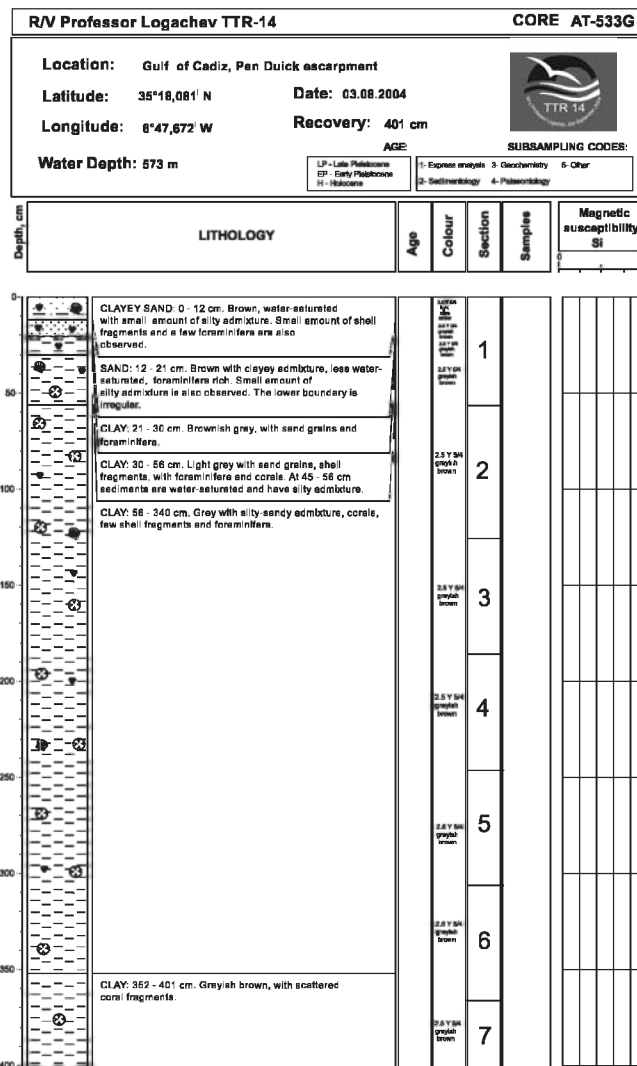 R/V Professor Logachev TTR-14
CORE AT-533G
Location: Gulf of Cadiz, Pen Duick escarpment
Latitude: 35°18,081' N
Date: 03.08.2004
Longitude: 8°47,672' W
Recovery: 401 cm
Water Depth: 573 m
TTR 14
AGE:
LP - Late Pleistocene
EP - Early Pleistocene
H - Holocene
SUBSAMPLING CODES:
1- Express analysis 3- Geochemistry 5- Other
2- Sedimentology 4- Palaeontology
Depth, cm
LITHOLOGY
Age
Colour
Section
Samples
Magnetic
susceptibility
Si
0
0
CLAYEY SAND: 0 - 12 cm. Brown, water-saturated
with small amount of silty admixture. Small amount of shell
fragments and a few foraminifera are also
observed.
SAND: 12 - 21 cm. Brown with clayey admixture, less water-
saturated, foraminifera rich. Small amount of
silty admixture is also observed. The lower boundary is
irregular.
CLAY: 21 - 30 cm. Brownish grey, with sand grains and
foraminifera.
CLAY: 30 - 56 cm. Light grey with sand grains, shell
fragments, with foraminifera and corals. At 45 - 56 cm
sediments are water-saturated and have silty admixture.
CLAY: 56 - 340 cm. Grey with silty-sandy admixture, corals,
few shell fragments and foraminifera.
1
50
2.5 Y 5/4
greyish
brown
2
100
150
2.5 Y 5/4
greyish
brown
3
200
2.5 Y 5/4
greyish
brown
4
250
2.5 Y 5/4
greyish
brown
5
300
2.5 Y 5/4
greyish
brown
6
350
CLAY: 352 - 401 cm. Grayish brown, with scattered
coral fragments.
2.5 Y 5/4
greyish
brown
7
400